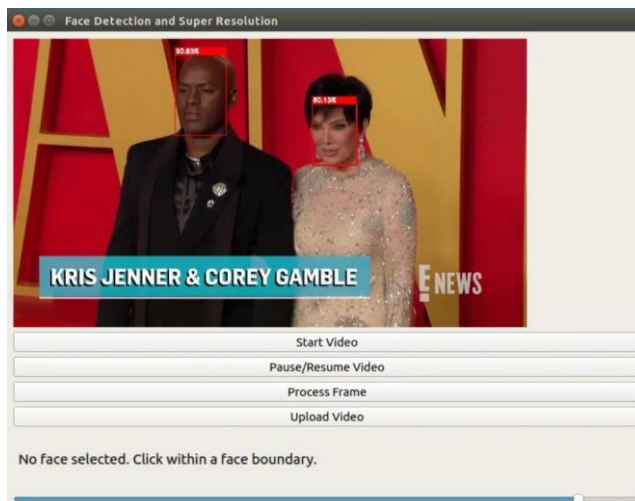 Face Detection and Super Resolution
90.93%
90.13%
KRIS JENNER & COREY GAMBLE
E NEWS
Start Video
Pause/Resume Video
Process Frame
Upload Video
No face selected. Click within a face boundary.